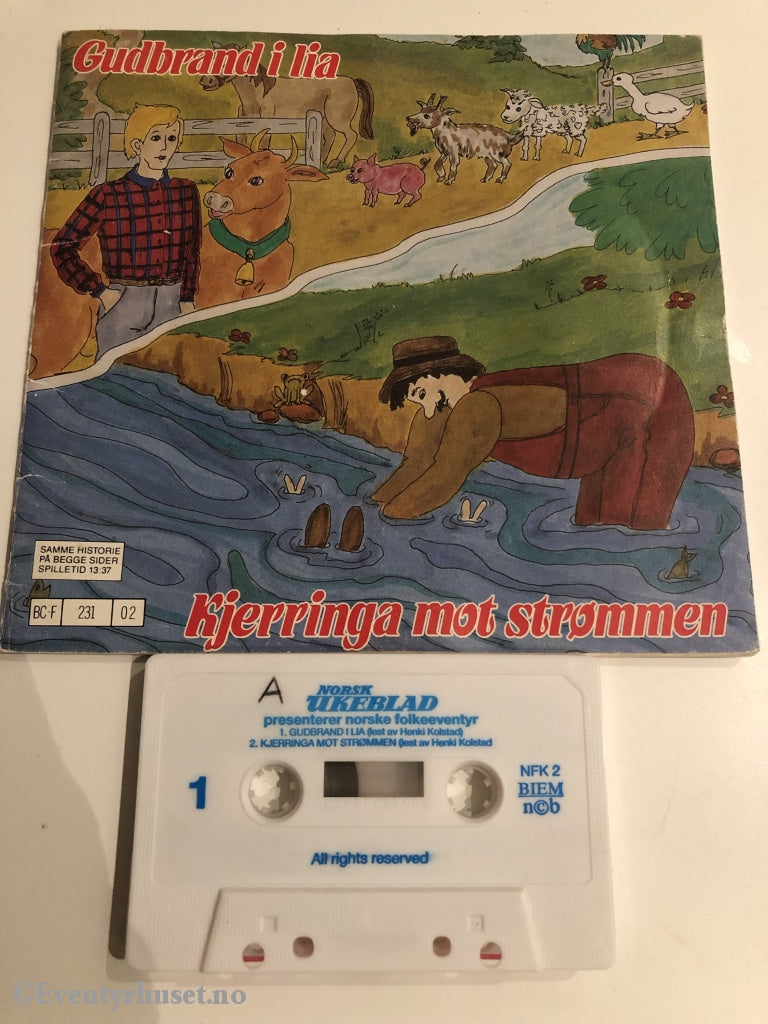 Gudbrand i lia
SAMME HISTORIE
PÅ BEGGE SIDER
SPILLETID 13:37
BC-F 231 02
Kjerringa mot strømmen
A
NORSK
UKEBLAD
presenterer norske folkeeventyr
1. GUDBRAND I LIA (lest av Henki Kolstad)
2. KJERRINGA MOT STRØMMEN (lest av Henki Kolstad
1
NFK 2
BIEM
n©b
All rights reserved
©Eventyrhuset.no